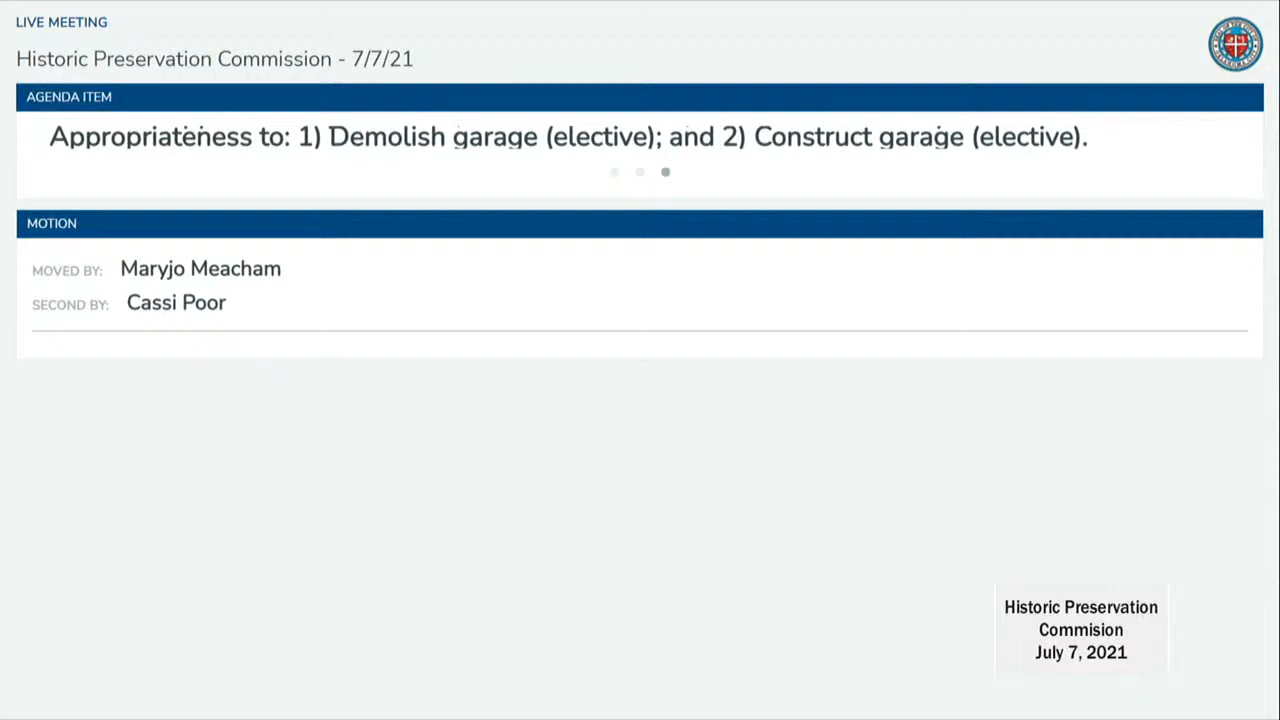 LIVE MEETING
Historic Preservation Commission - 7/7/21
AGENDA ITEM
Appropriateness to: 1) Demolish garage (elective); and 2) Construct garage (elective).
MOTION
MOVED BY: Maryjo Meacham
SECOND BY: Cassi Poor
Historic Preservation
Commision
July 7, 2021